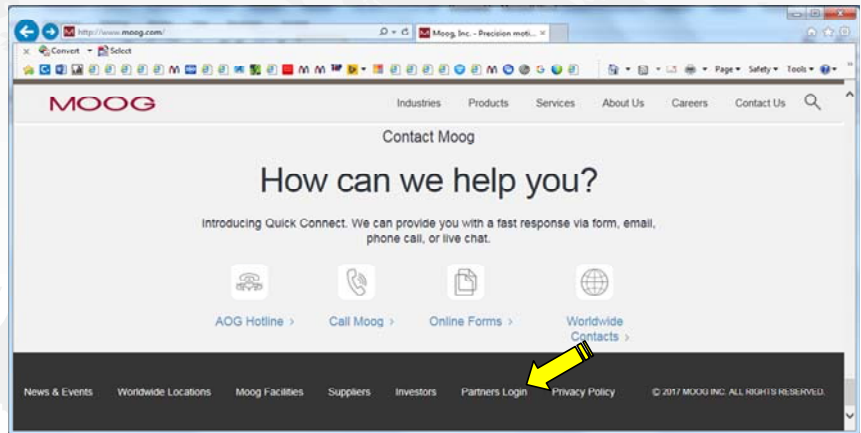 http://www.moog.com/
Moog, Inc. - Precision moti...
x Convert Select
Page Safety Tools
MOOG Industries Products Services About Us Careers Contact Us
Contact Moog
How can we help you?
Introducing Quick Connect. We can provide you with a fast response via form, email,
phone call, or live chat.
AOG Hotline > Call Moog > Online Forms > Worldwide
Contacts >
News & Events Worldwide Locations Moog Facilities Suppliers Investors Partners Login Privacy Policy © 2017 MOOG INC. ALL RIGHTS RESERVED.